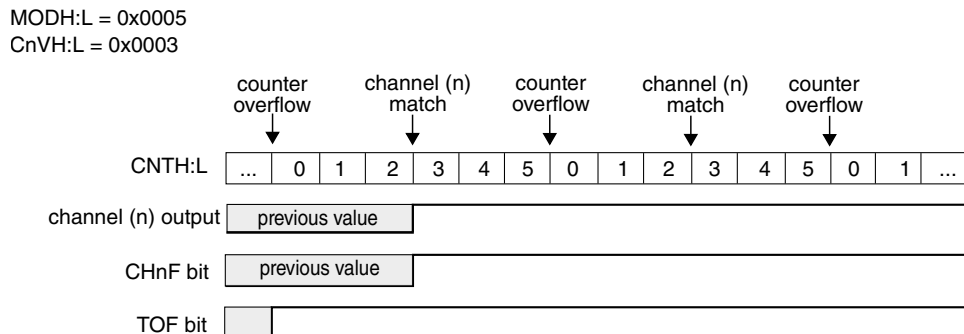 MODH:L = 0x0005
CnVH:L = 0x0003
counter overflow
channel (n) match
counter overflow
channel (n) match
counter overflow
CNTH:L ... 0 1 2 3 4 5 0 1 2 3 4 5 0 1 ...
channel (n) output previous value
CHnF bit previous value
TOF bit